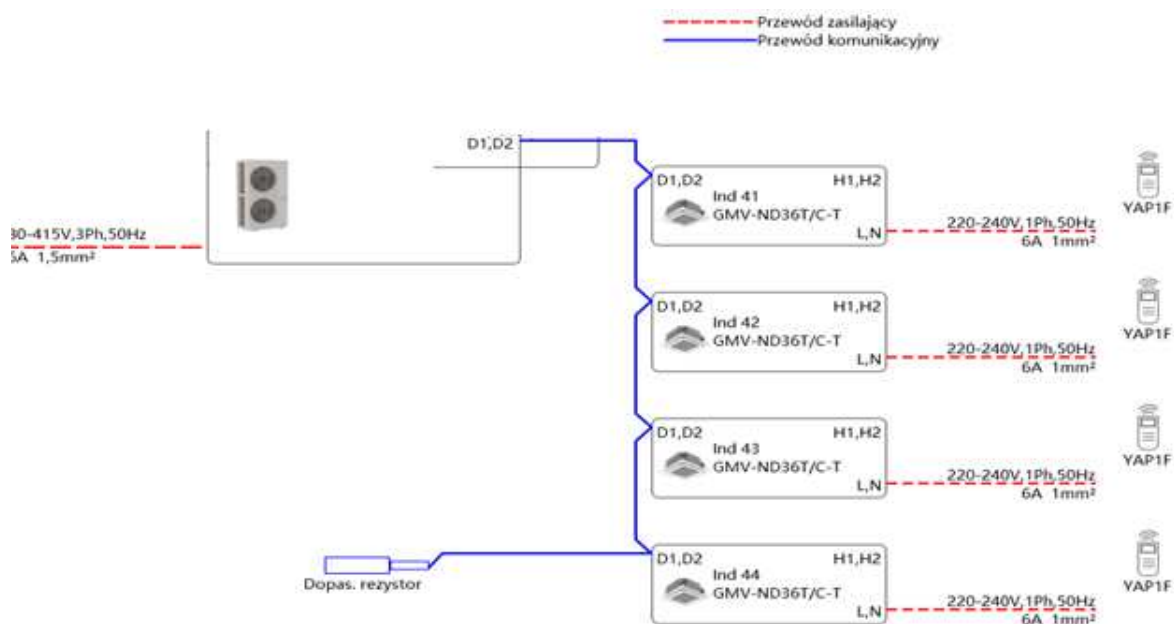 Przewód zasilający
Przewód komunikacyjny
D1,D2
80-415V,3Ph,50Hz
6A 1,5mm²
D1,D2 H1,H2
Ind 41
GMV-ND36T/C-T
L,N
220-240V,1Ph,50Hz
6A 1mm²
YAP1F
D1,D2 H1,H2
Ind 42
GMV-ND36T/C-T
L,N
220-240V,1Ph,50Hz
6A 1mm²
YAP1F
D1,D2 H1,H2
Ind 43
GMV-ND36T/C-T
L,N
220-240V,1Ph,50Hz
6A 1mm²
YAP1F
D1,D2 H1,H2
Ind 44
GMV-ND36T/C-T
L,N
220-240V,1Ph,50Hz
6A 1mm²
YAP1F
Dopas. rezystor